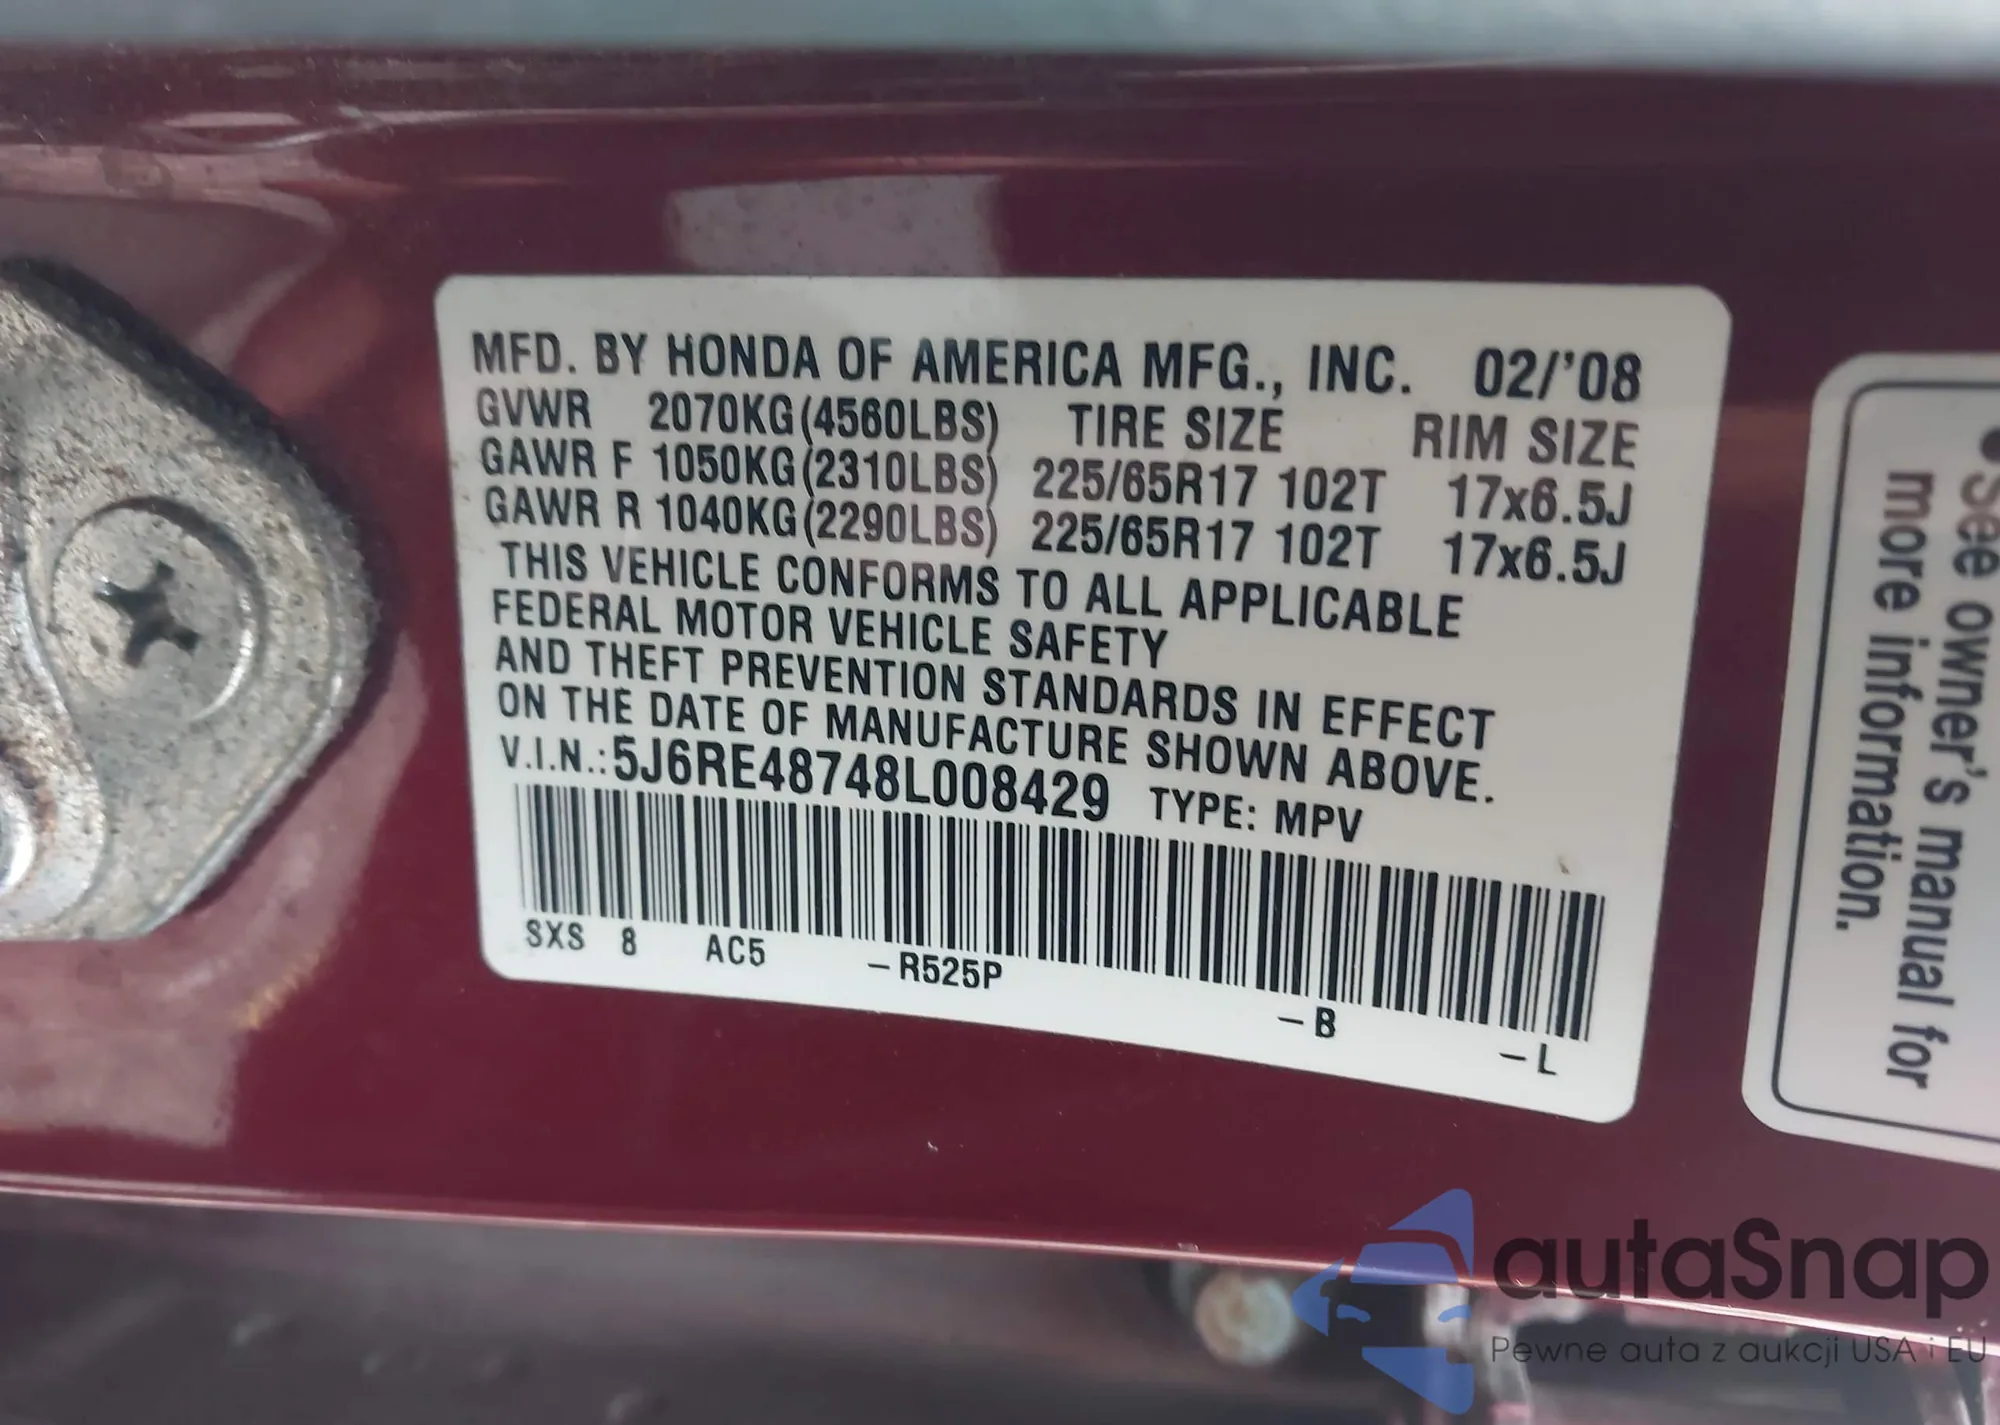 MFD. BY HONDA OF AMERICA MFG., INC. 02/'08
GVWR 2070KG(4560LBS) TIRE SIZE RIM SIZE
GAWR F 1050KG(2310LBS) 225/65R17 102T 17x6.5J
GAWR R 1040KG(2290LBS) 225/65R17 102T 17x6.5J
THIS VEHICLE CONFORMS TO ALL APPLICABLE
FEDERAL MOTOR VEHICLE SAFETY
AND THEFT PREVENTION STANDARDS IN EFFECT
ON THE DATE OF MANUFACTURE SHOWN ABOVE.
V.I.N.:5J6RE48748L008429 TYPE: MPV
SXS 8 AC5 -R525P -B -L
•See owner's manual for
more information.
autaSnap
Pewne auta z aukcji USA i EU